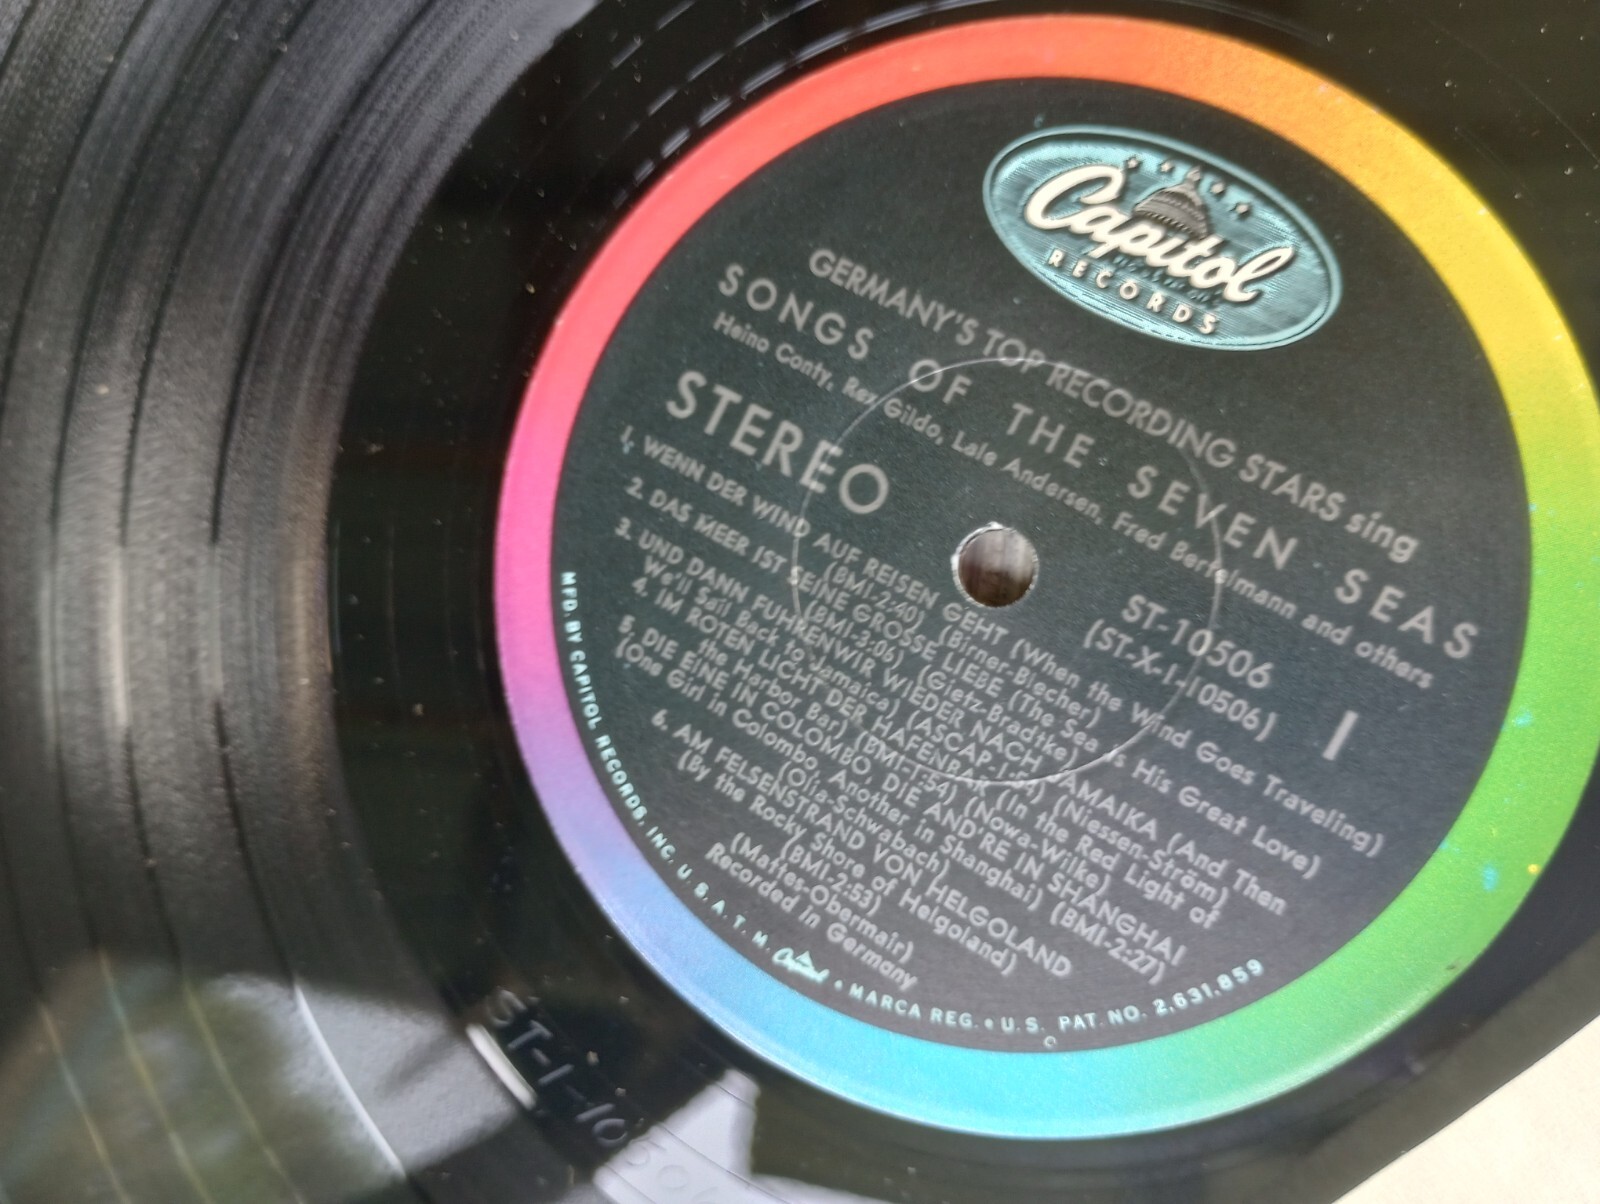 Capitol
RECORDS
GERMANY'S TOP RECORDING STARS sing
SONGS OF THE SEVEN SEAS
Heino Conty, Rex Gildo, Lale Andersen, Fred Bertelmann and others
STEREO
ST-10506
(ST-X-1-10506)
1
1. WENN DER WIND AUF REISEN GEHT (When the Wind Goes Traveling)
(BMI-2:40) (Birner-Biecher)
2. DAS MEER IST SEINE GROSSE LIEBE (The Sea Is His Great Love)
(BMI-3:06) (Gietz-Bradtke)
3. UND DANN FUHRENWIR WIEDER NACH JAMAIKA (And Then
We'll Sail Back to Jamaica) (ASCAP-1:54) (Niessen-Ström)
4. IM ROTEN LICHT DER HAFENBAR (In the Red Light of
the Harbor Bar) (BMI-1:54) (Nowa-Willke)
5. DIE EINE IN COLOMBO, DIE AND'RE IN SHANGHAI
(One Girl in Colombo, Another in Shanghai) (BMI-2:27)
(Olia-Schwabach)
6. AM FELSENSTRAND VON HELGOLAND
(By the Rocky Shore of Helgoland)
(BMI-2:53)
(Mattes-Obermair)
Recorded in Germany
MFD. BY CAPITOL RECORDS, INC. U.S.A. T.M. Capitol • MARCA REG. • U.S. PAT. NO. 2,631,859
ST-1-10506